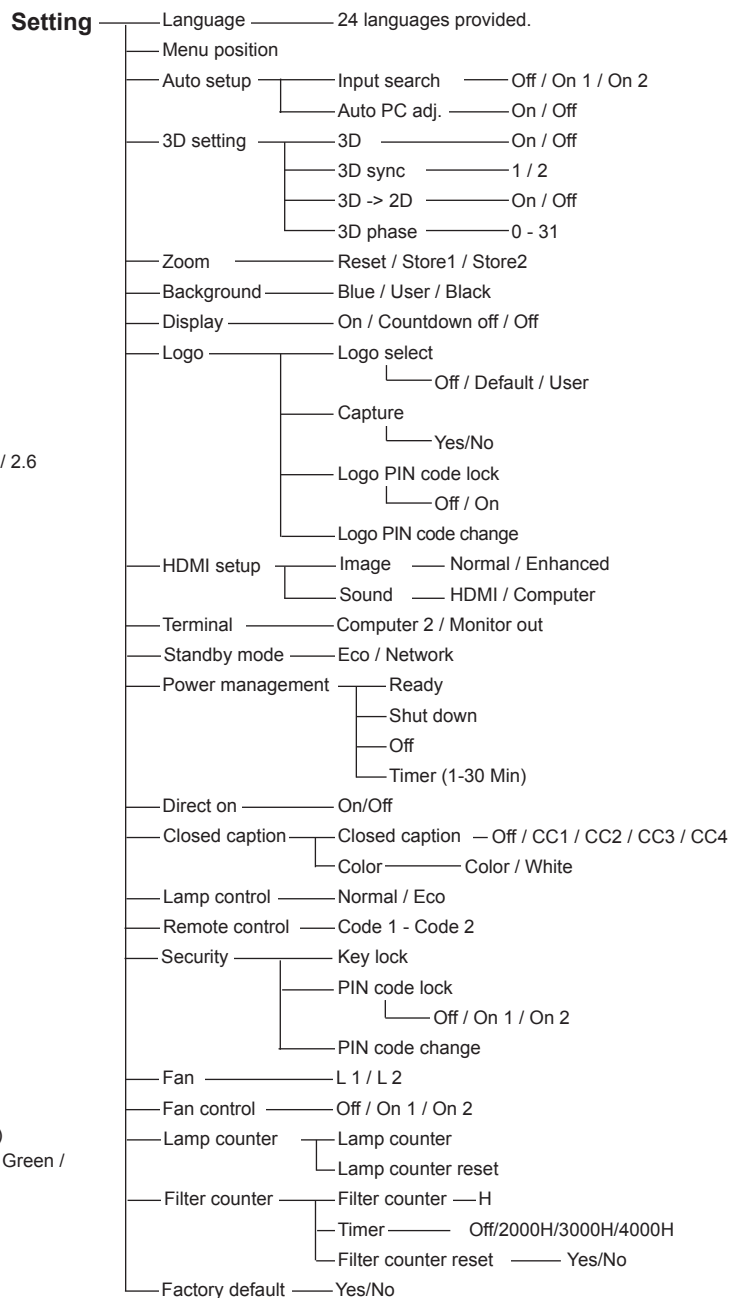 Setting Language 24 languages provided.
Menu position
Auto setup Input search Off / On 1 / On 2
Auto PC adj. On / Off
3D setting 3D On / Off
3D sync 1 / 2
3D -> 2D On / Off
3D phase 0 - 31
Zoom Reset / Store1 / Store2
Background Blue / User / Black
Display On / Countdown off / Off
Logo Logo select
Off / Default / User
Capture
Yes/No
/ 2.6
Logo PIN code lock
Off / On
Logo PIN code change
HDMI setup Image Normal / Enhanced
Sound HDMI / Computer
Terminal Computer 2 / Monitor out
Standby mode Eco / Network
Power management Ready
Shut down
Off
Timer (1-30 Min)
Direct on On/Off
Closed caption Closed caption Off / CC1 / CC2 / CC3 / CC4
Color Color / White
Lamp control Normal / Eco
Remote control Code 1 - Code 2
Security Key lock
PIN code lock
Off / On 1 / On 2
PIN code change
Fan L 1 / L 2
Fan control Off / On 1 / On 2
) Lamp counter Lamp counter
Green /
Lamp counter reset
Filter counter Filter counter H
Timer Off/2000H/3000H/4000H
Filter counter reset Yes/No
Factory default Yes/No